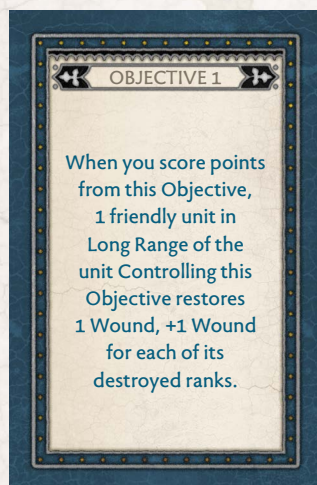 OBJECTIVE 1
When you score points
from this Objective,
1 friendly unit in
Long Range of the
unit Controlling this
Objective restores
1 Wound, +1 Wound
for each of its
destroyed ranks.